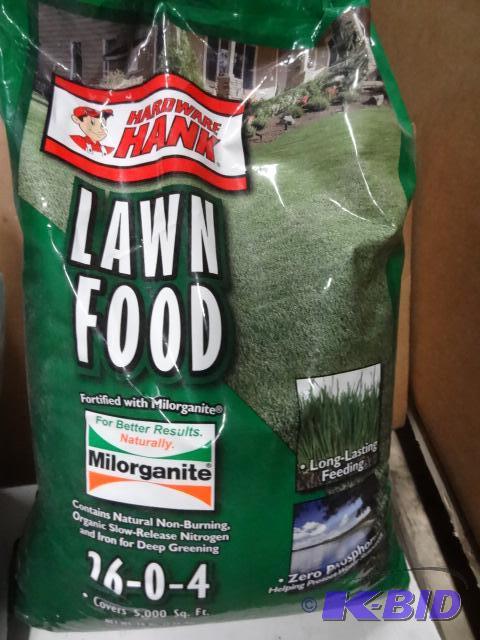 HARDWARE
HANK
LAWN
FOOD
Fortified with Milorganite®
For Better Results.
Naturally.
Milorganite®
Contains Natural Non-Burning,
Organic Slow-Release Nitrogen
and Iron for Deep Greening
26-0-4
• Covers 5,000 Sq. Ft.
• Long-Lasting
Feeding
• Zero
Helping
© K-BID